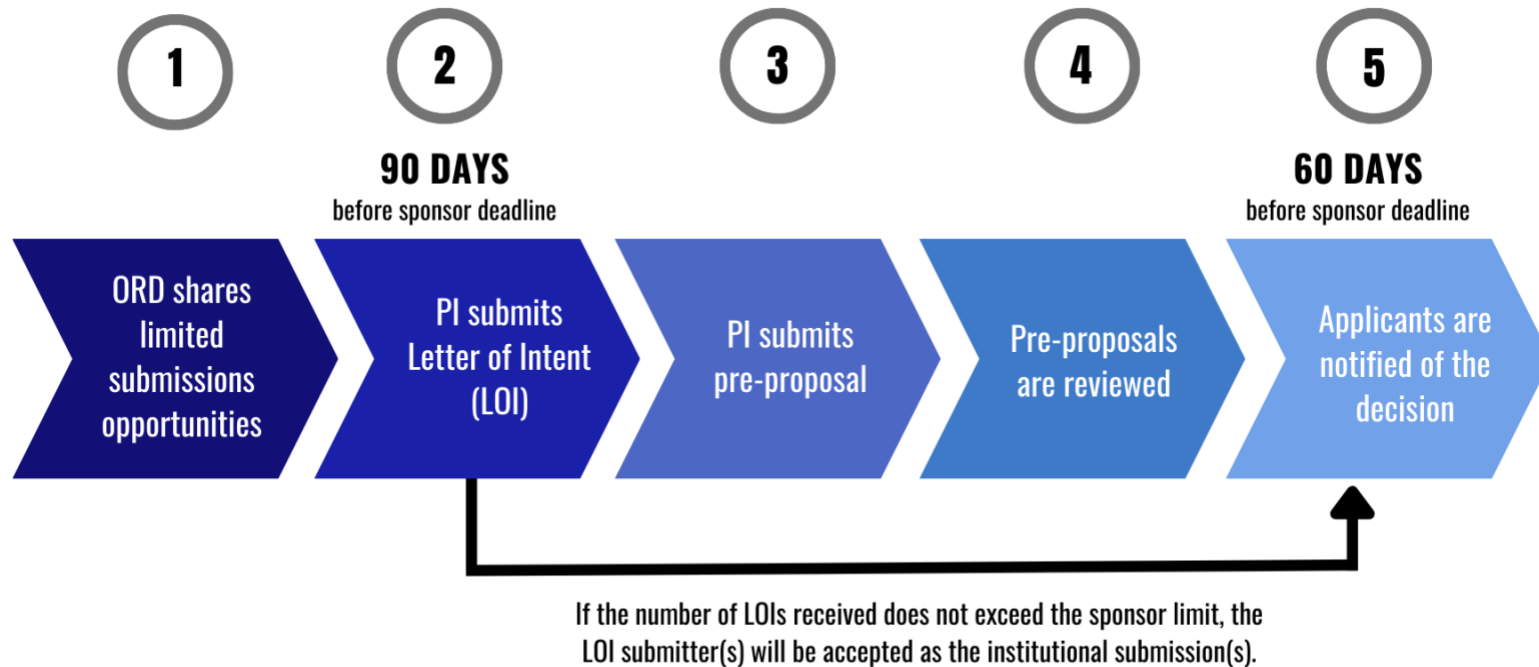 1
2
3
4
5
90 DAYS
before sponsor deadline
60 DAYS
before sponsor deadline
ORD shares
limited
submissions
opportunities
PI submits
Letter of Intent
(LOI)
PI submits
pre-proposal
Pre-proposals
are reviewed
Applicants are
notified of the
decision
If the number of LOIs received does not exceed the sponsor limit, the
LOI submitter(s) will be accepted as the institutional submission(s).